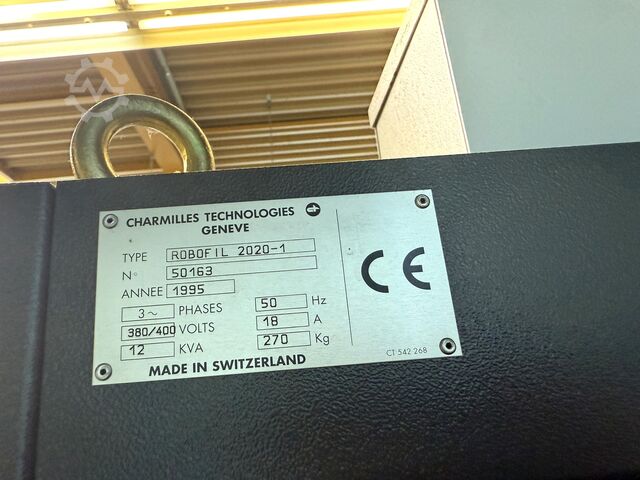 CHARMILLES TECHNOLOGIES
GENEVE
TYPE ROBOFIL 2020-1
N° 50163
ANNEE 1995
3~ PHASES 50 Hz
380/400 VOLTS 18 A
12 KVA 270 Kg
MADE IN SWITZERLAND
CE
CT 542 268